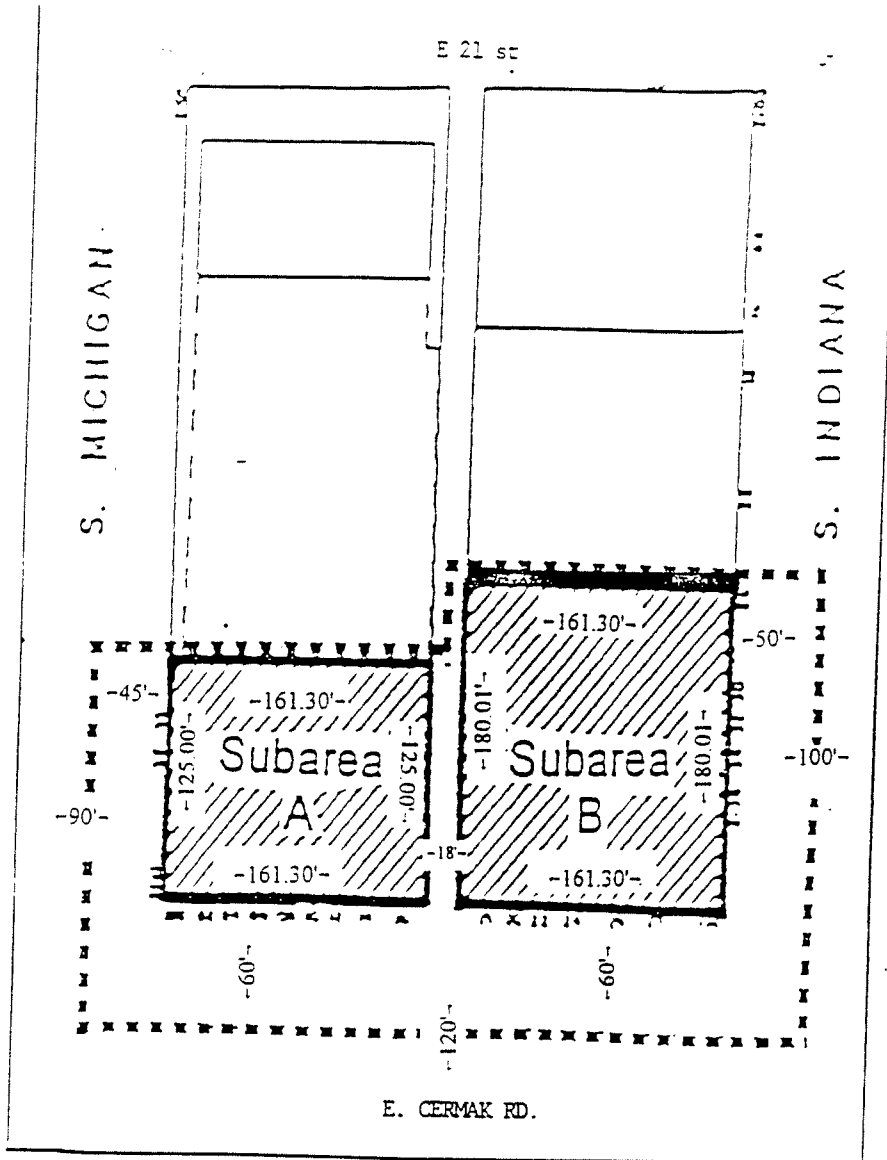 E 21 st
S. MICHIGAN
S. INDIANA
-161.30'-
-50'-
-45'-
-161.30'-
-180.01'-
-180.01-
-125.00'-
-125.00'-
Subarea
A
Subarea
B
-100'-
-90'-
-18'-
-161.30'-
-161.30'-
-60'-
-60'-
-120'-
E. CERMAK RD.